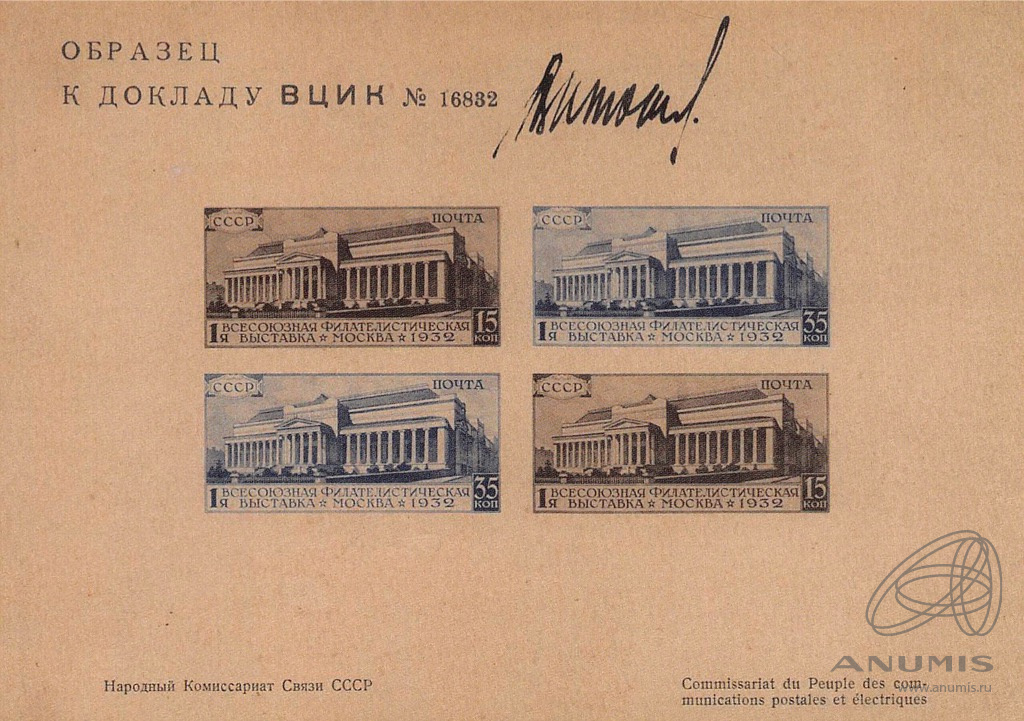 ОБРАЗЕЦ
К ДОКЛАДУ ВЦИК № 16832
СССР ПОЧТА
1я ВСЕСОЮЗНАЯ ФИЛАТЕЛИСТИЧЕСКАЯ 15
ВЫСТАВКА ☆ МОСКВА ☆ 1932 КОП
СССР ПОЧТА
1я ВСЕСОЮЗНАЯ ФИЛАТЕЛИСТИЧЕСКАЯ 35
ВЫСТАВКА ☆ МОСКВА ☆ 1932 КОП
СССР ПОЧТА
1я ВСЕСОЮЗНАЯ ФИЛАТЕЛИСТИЧЕСКАЯ 35
ВЫСТАВКА ☆ МОСКВА ☆ 1932 КОП
СССР ПОЧТА
1я ВСЕСОЮЗНАЯ ФИЛАТЕЛИСТИЧЕСКАЯ 15
ВЫСТАВКА ☆ МОСКВА ☆ 1932 КОП
Народный Комиссариат Связи СССР
Commissariat du Peuple des com-
munications postales et électriques
ANUMIS
www.anumis.ru